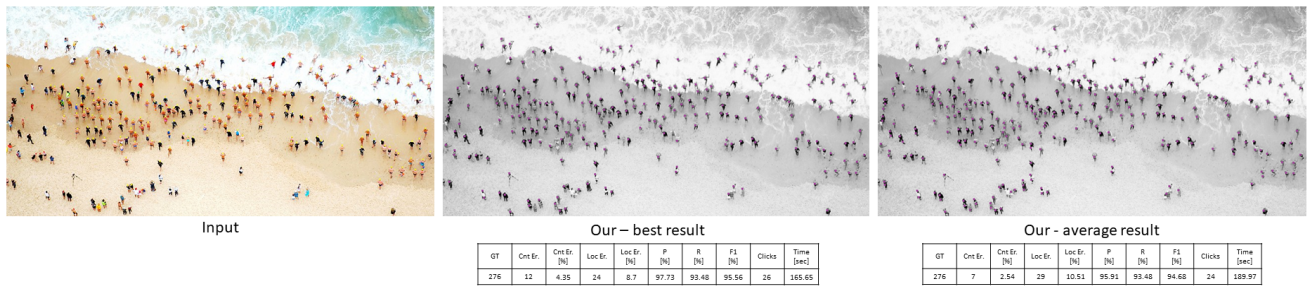 Input
Our – best result
GT Cnt Er. Cnt Er. [%] Loc Er. Loc Er. [%] P [%] R [%] F1 [%] Clicks Time [sec]
276 12 4.35 24 8.7 97.73 93.48 95.56 26 165.65
Our - average result
GT Cnt Er. Cnt Er. [%] Loc Er. Loc Er. [%] P [%] R [%] F1 [%] Clicks Time [sec]
276 7 2.54 29 10.51 95.91 93.48 94.68 24 189.97